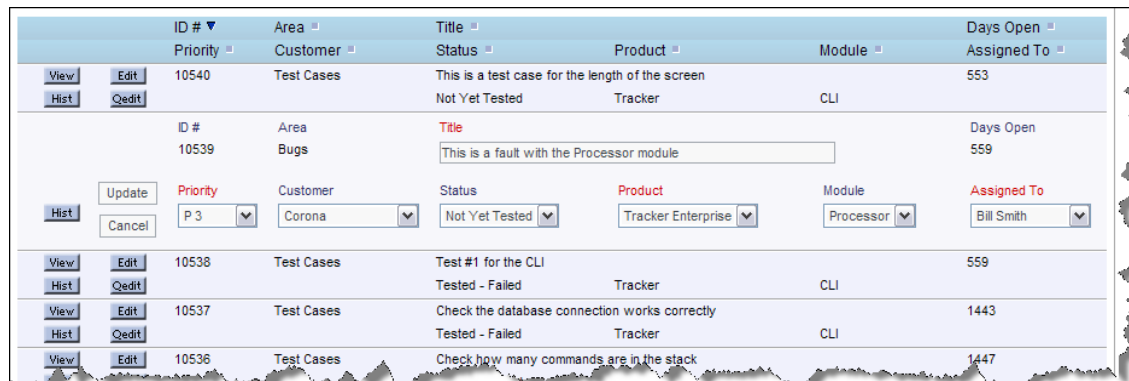 ID # Area Title Days Open
Priority Customer Status Product Module Assigned To
View Edit 10540 Test Cases This is a test case for the length of the screen 553
Hist Qedit Not Yet Tested Tracker CLI
ID # Area Title Days Open
10539 Bugs This is a fault with the Processor module 559
Update Priority Customer Status Product Module Assigned To
Hist P 3 Corona Not Yet Tested Tracker Enterprise Processor Bill Smith
Cancel
View Edit 10538 Test Cases Test #1 for the CLI 559
Hist Qedit Tested - Failed Tracker CLI
View Edit 10537 Test Cases Check the database connection works correctly 1443
Hist Qedit Tested - Failed Tracker CLI
View Edit 10536 Test Cases Check how many commands are in the stack 1447